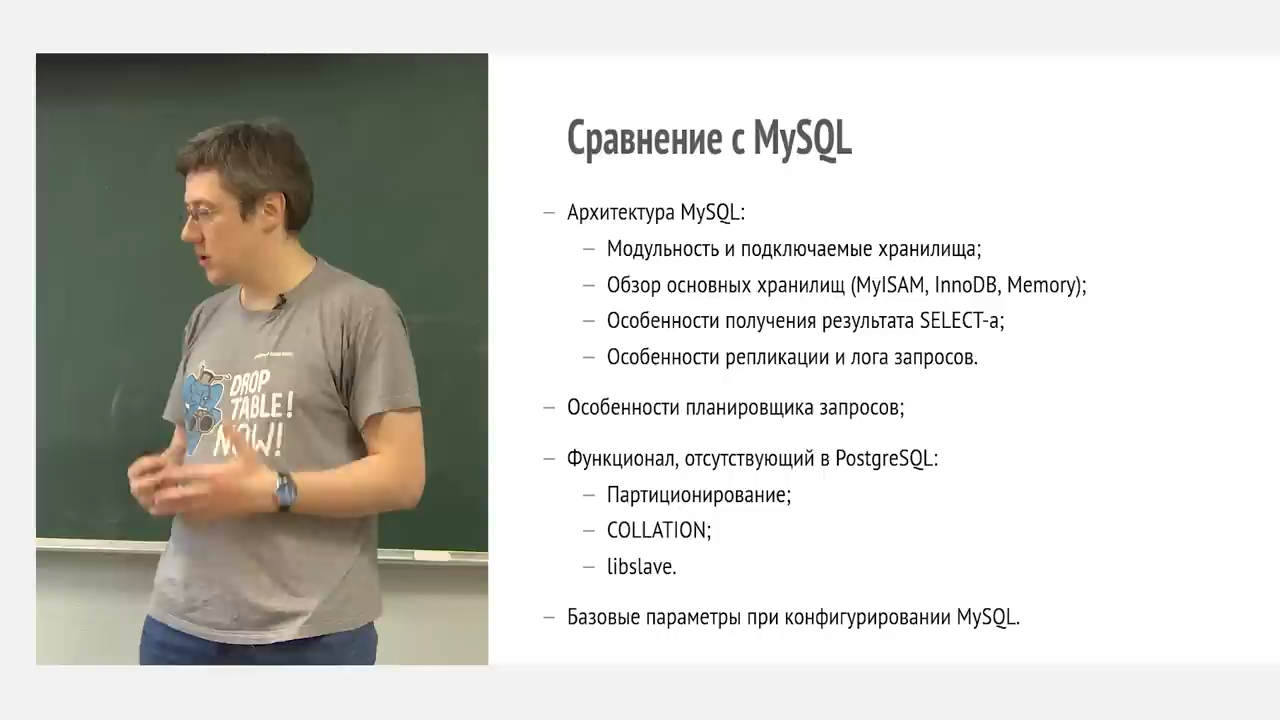 Сравнение с MySQL
– Архитектура MySQL:
– Модульность и подключаемые хранилища;
– Обзор основных хранилищ (MyISAM, InnoDB, Memory);
– Особенности получения результата SELECT-а;
– Особенности репликации и лога запросов.
– Особенности планировщика запросов;
– Функционал, отсутствующий в PostgreSQL:
– Партиционирование;
– COLLATION;
– libslave.
– Базовые параметры при конфигурировании MySQL.
DROP
TABLE!
NOW!